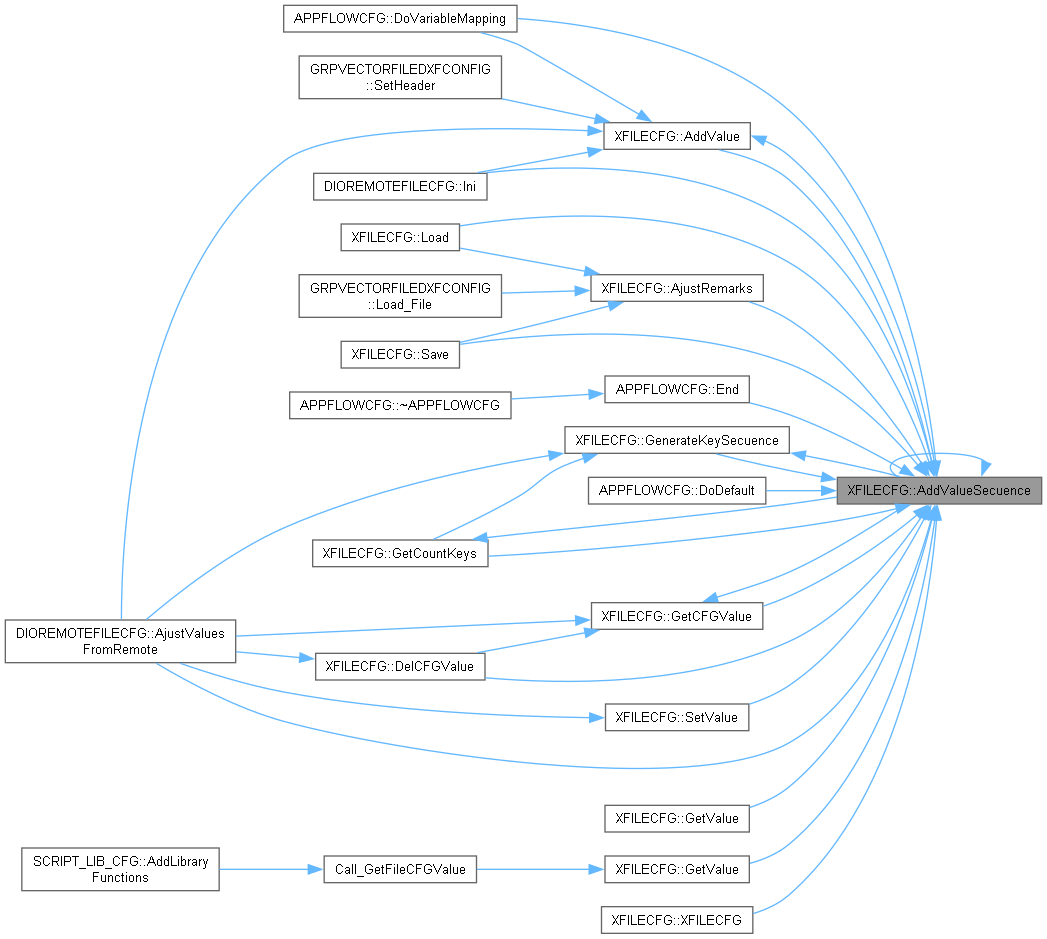 APPFLOWCFG::DoVariableMapping
GRPVECTORFILEDXFCONFIG
::SetHeader
XFILECFG::AddValue
DIOREMOTEFILECFG::Ini
XFILECFG::Load
GRPVECTORFILEDXFCONFIG
::Load_File
XFILECFG::AjustRemarks
XFILECFG::Save
APPFLOWCFG::End
APPFLOWCFG::~APPFLOWCFG
XFILECFG::GenerateKeySecuence
APPFLOWCFG::DoDefault
XFILECFG::AddValueSecuence
XFILECFG::GetCountKeys
XFILECFG::GetCFGValue
DIOREMOTEFILECFG::AjustValues
FromRemote
XFILECFG::DelCFGValue
XFILECFG::SetValue
XFILECFG::GetValue
SCRIPT_LIB_CFG::AddLibrary
Functions
Call_GetFileCFGValue
XFILECFG::GetValue
XFILECFG::XFILECFG